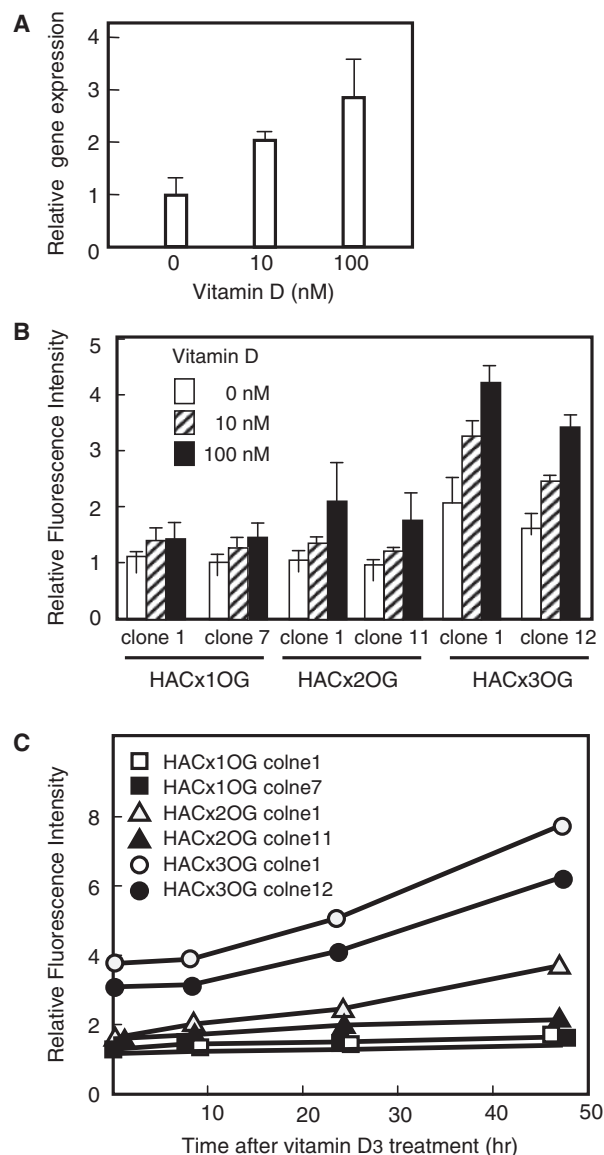 A
Relative gene expression
4
3
2
1
0
0 10 100
Vitamin D (nM)
B
Relative Fluorescence Intensity
5
4
3
2
1
0
Vitamin D
0 nM
10 nM
100 nM
clone 1 clone 7 clone 1 clone 11 clone 1 clone 12
HACx1OG HACx2OG HACx3OG
C
Relative Fluorescence Intensity
8
6
4
2
0
HACx1OG colne1
HACx1OG colne7
HACx2OG colne1
HACx2OG colne11
HACx3OG colne1
HACx3OG colne12
10 20 30 40 50
Time after vitamin D3 treatment (hr)